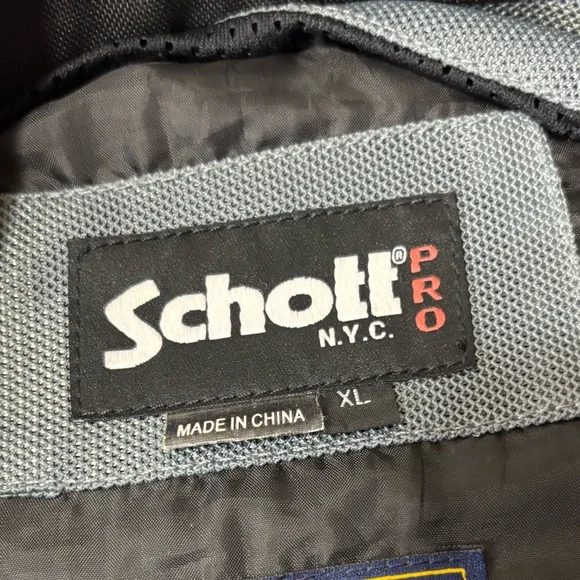 Schott®
PRO
N.Y.C.
XL
MADE IN CHINA